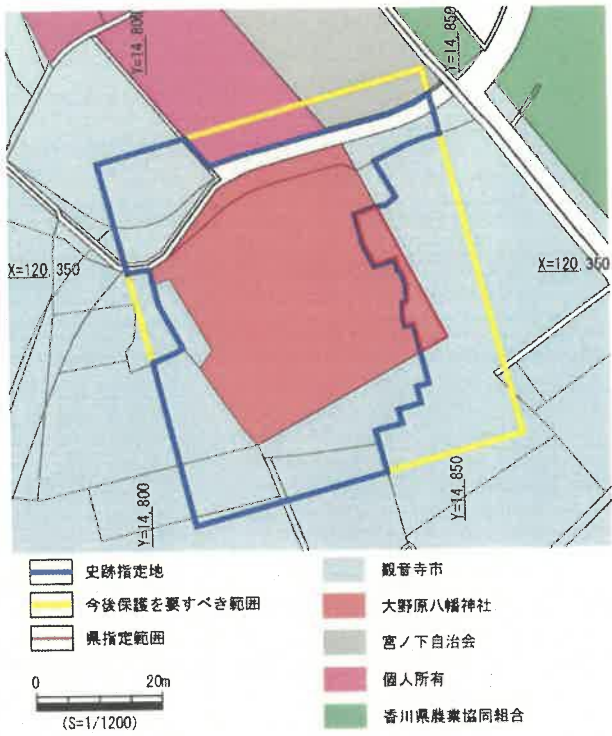 Y=14,800
Y=14,850
X=120,350
X=120,350
Y=14,800
Y=14,850
史跡指定地
今後保護を要すべき範囲
県指定範囲
0 20m
(S=1/1200)
観音寺市
大野原八幡神社
宮ノ下自治会
個人所有
香川県農業協同組合